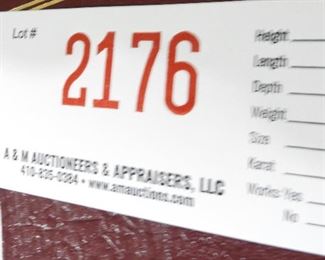 Lot #
2176
A & M AUCTIONEERS & APPRAISERS, LLC
410-835-0384 • www.amauctions.com
Height
Length
Depth
Weight
Size
Karat
Works: Yes
No